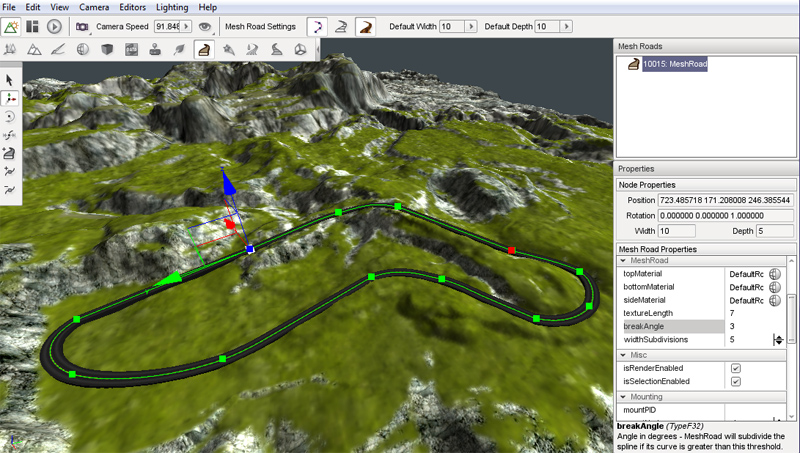 File Edit View Camera Editors Lighting Help
Camera Speed 91.848 Mesh Road Settings Default Width 10 Default Depth 10
Mesh Roads
10015: MeshRoad
Properties
Node Properties
Position 723.485718 171.208008 246.385544
Rotation 0.000000 0.000000 1.000000
Width 10 Depth 5
Mesh Road Properties
MeshRoad
topMaterial DefaultRc
bottomMaterial DefaultRc
sideMaterial DefaultRc
textureLength 7
breakAngle 3
widthSubdivisions 5
Misc
isRenderEnabled
isSelectionEnabled
Mounting
mountPID
breakAngle (TypeF32)
Angle in degrees - MeshRoad will subdivide the
spline if its curve is greater than this threshold.